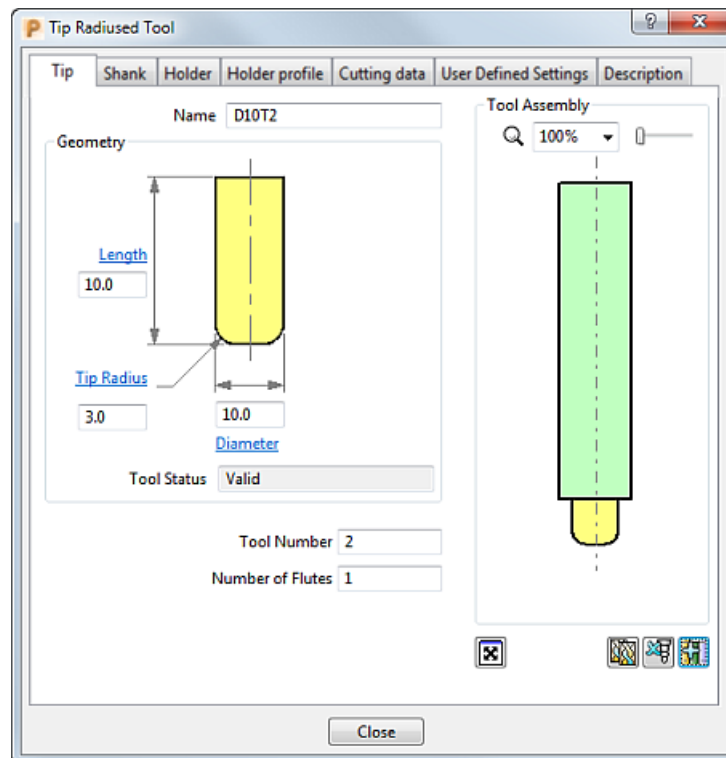 P Tip Radiused Tool
?
Tip Shank Holder Holder profile Cutting data User Defined Settings Description
Name D10T2
Geometry
Length
10.0
Tip Radius
3.0
10.0
Diameter
Tool Status Valid
Tool Number 2
Number of Flutes 1
Tool Assembly
100%
Close